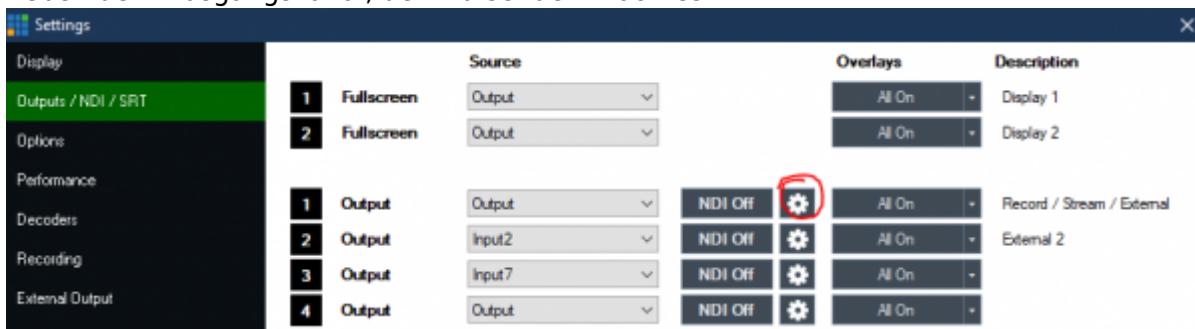 Settings
Display
Outputs / NDI / SRT
Options
Performance
Decoders
Recording
External Output
Source Overlays Description
1 Fullscreen Output All On Display 1
2 Fullscreen Output All On Display 2
1 Output Output NDI Off All On Record / Stream / External
2 Output Input2 NDI Off All On External 2
3 Output Input7 NDI Off All On
4 Output Output NDI Off All On